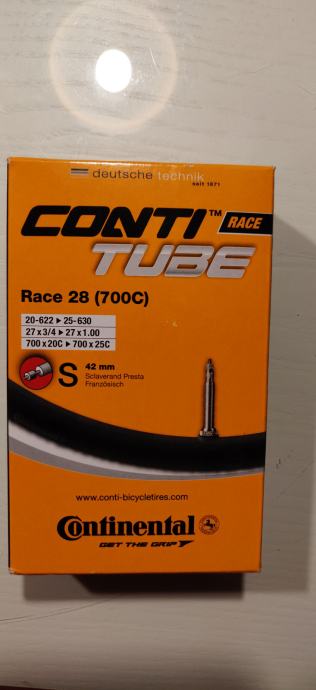 deutsche technik
seit 1871
CONTI™ RACE
TUBE
Race 28 (700C)
20-622 ▸ 25-630
27 x 3/4 ▸ 27 x 1.00
700 x 20C ▸ 700 x 25C
S
42 mm
Sclaverand Presta
Französisch
www.conti-bicycletires.com
Continental
GET THE GRIP